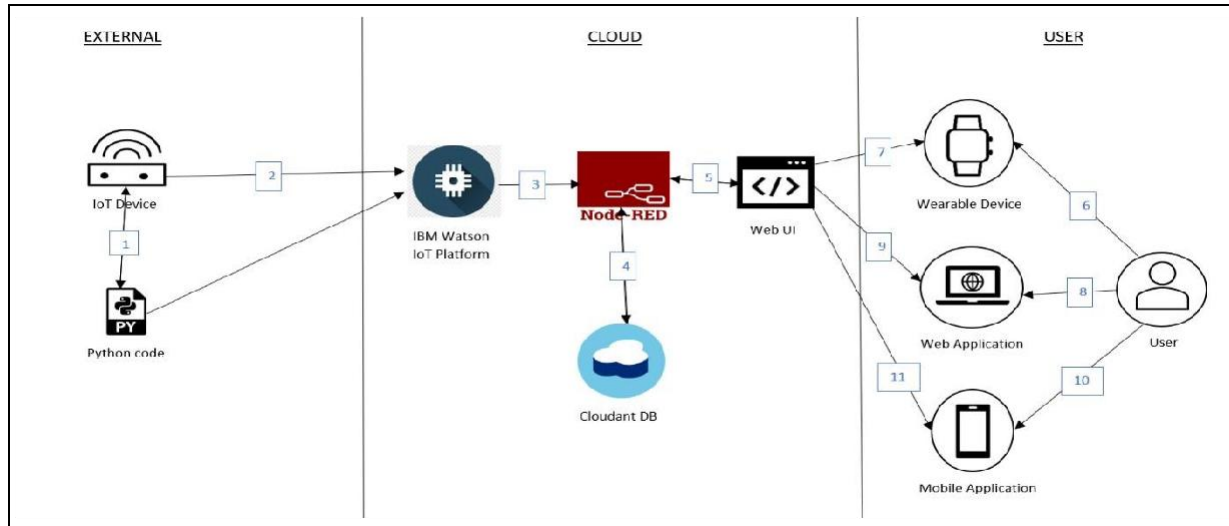 EXTERNAL
CLOUD
USER
IoT Device
1
2
PY
Python code
IBM Watson
IoT Platform
3
Node-RED
4
Cloudant DB
5
</>
Web UI
7
Wearable Device
6
9
Web Application
8
User
11
10
Mobile Application